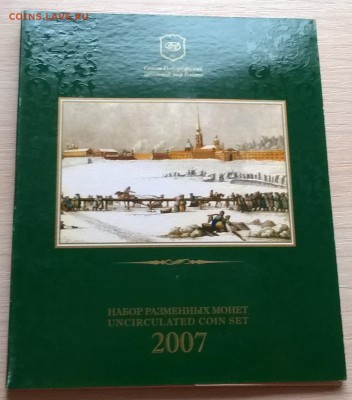 COINS.LAVE.RU
НАБОР РАЗМЕННЫХ МОНЕТ
UNCIRCULATED COIN SET
2007